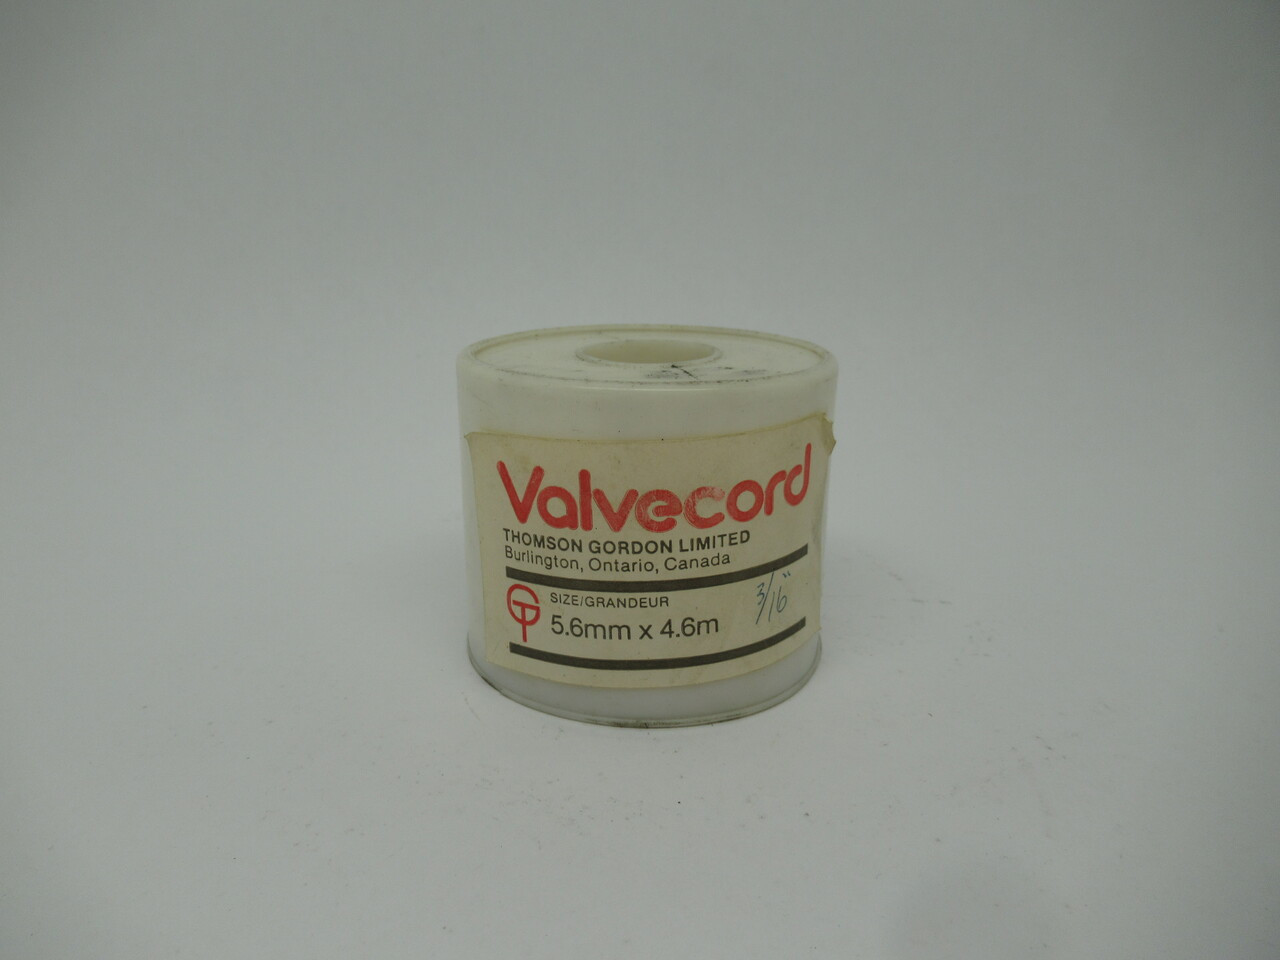 Valvecord
THOMSON GORDON LIMITED
Burlington, Ontario, Canada
SIZE/GRANDEUR
5.6mm x 4.6m
3/16"